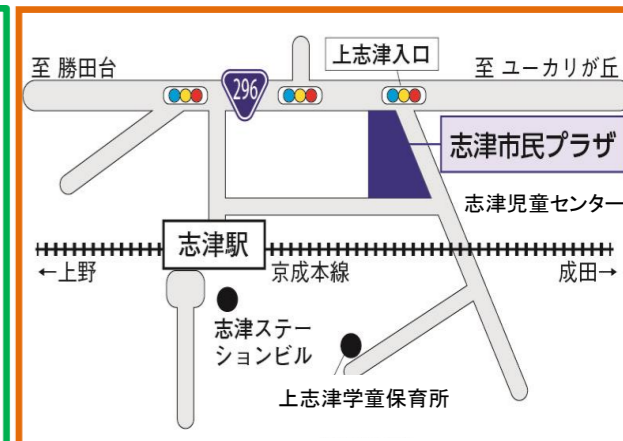 至 勝田台
296
上志津入口
至 ユーカリが丘
志津市民プラザ
志津児童センター
志津駅
←上野
京成本線
成田→
志津ステー
ションビル
上志津学童保育所